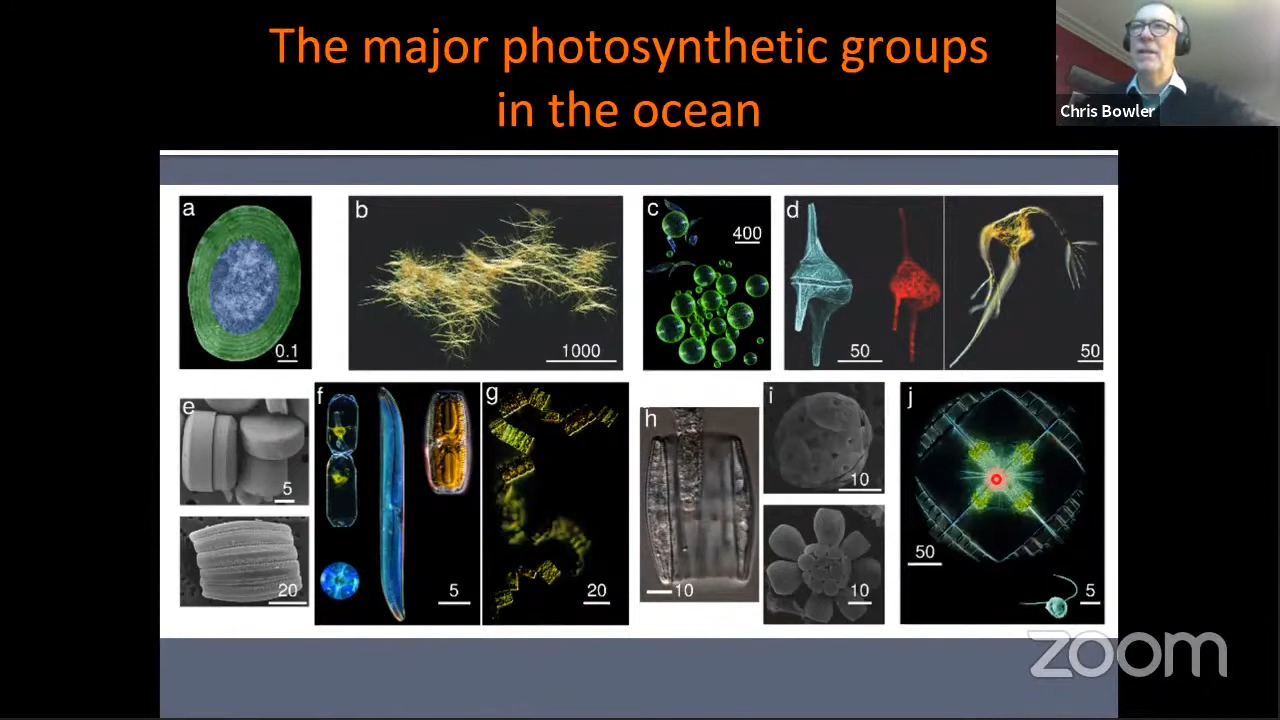 The major photosynthetic groups
in the ocean
Chris Bowler
a
0.1
b
1000
c
400
d
50
50
e
5
20
f
5
g
20
h
10
i
10
10
j
50
5
zoom